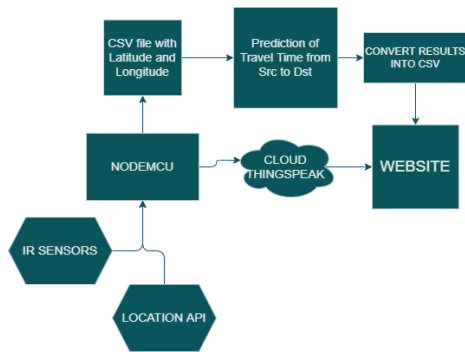 CSV file with
Latitude and
Longitude
Prediction of
Travel Time from
Src to Dst
CONVERT RESULTS
INTO CSV
NODEMCU
CLOUD
THINGSPEAK
WEBSITE
IR SENSORS
LOCATION API